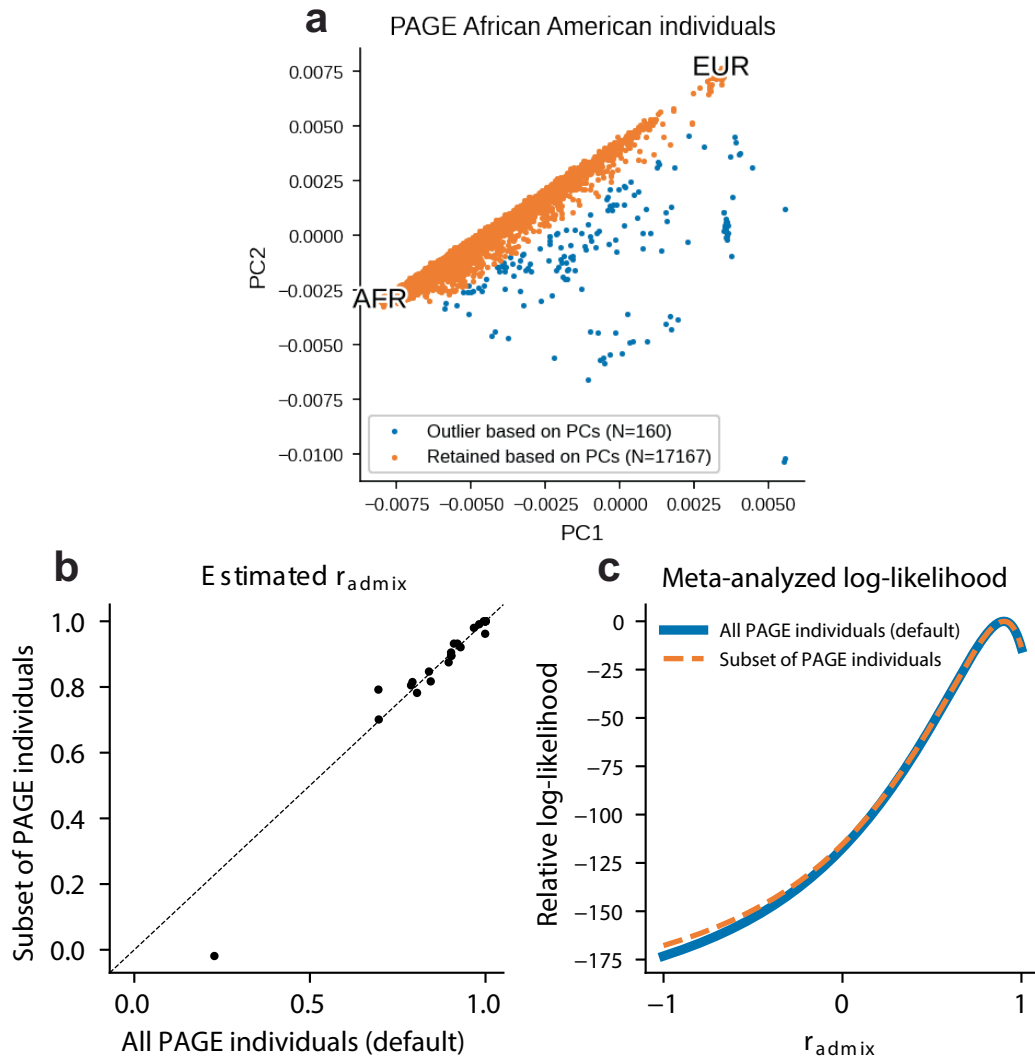 a
PAGE African American individuals
0.0075
0.0050
0.0025
0.0000
−0.0025
−0.0050
−0.0075
−0.0100
PC2
EUR
AFR
Outlier based on PCs (N=160)
Retained based on PCs (N=17167)
−0.0075 −0.0050 −0.0025 0.0000 0.0025 0.0050
PC1
b
Estimated r_admix
1.0
0.8
0.6
0.4
0.2
0.0
Subset of PAGE individuals
0.0 0.5 1.0
All PAGE individuals (default)
c
Meta-analyzed log-likelihood
0
−25
−50
−75
−100
−125
−150
−175
Relative log-likelihood
All PAGE individuals (default)
Subset of PAGE individuals
−1 0 1
r_admix